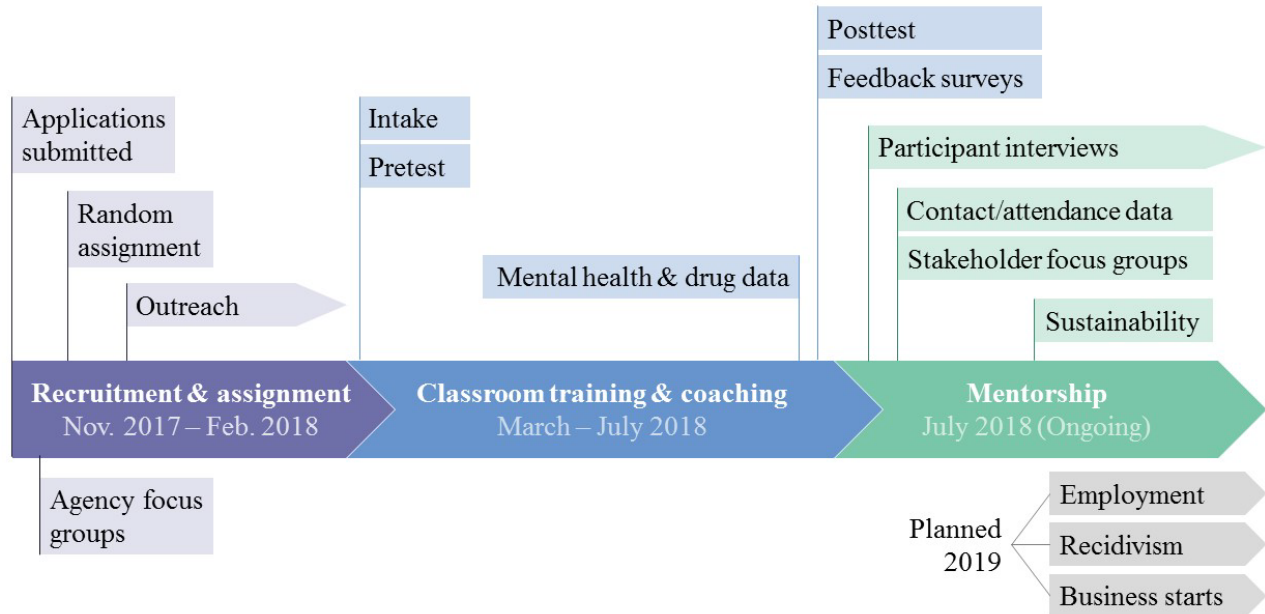 Posttest
Feedback surveys
Applications
submitted
Intake
Pretest
Participant interviews
Random
assignment
Contact/attendance data
Stakeholder focus groups
Mental health & drug data
Outreach
Sustainability
Recruitment & assignment
Nov. 2017 – Feb. 2018
Classroom training & coaching
March – July 2018
Mentorship
July 2018 (Ongoing)
Agency focus
groups
Planned
2019
Employment
Recidivism
Business starts